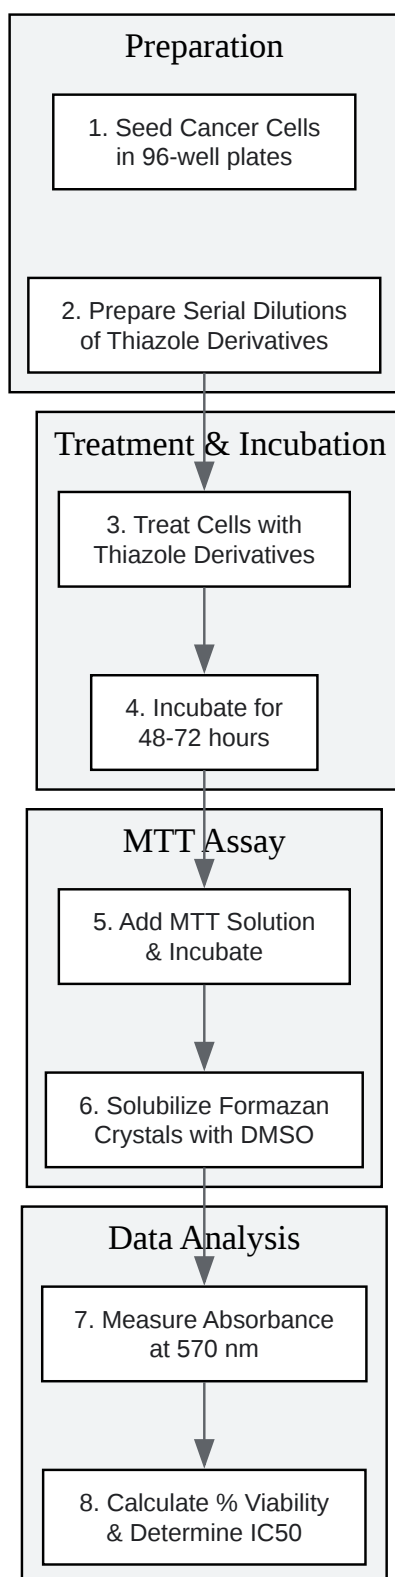 Preparation
1. Seed Cancer Cells
in 96-well plates
2. Prepare Serial Dilutions
of Thiazole Derivatives
Treatment & Incubation
3. Treat Cells with
Thiazole Derivatives
4. Incubate for
48-72 hours
MTT Assay
5. Add MTT Solution
& Incubate
6. Solubilize Formazan
Crystals with DMSO
Data Analysis
7. Measure Absorbance
at 570 nm
8. Calculate % Viability
& Determine IC50